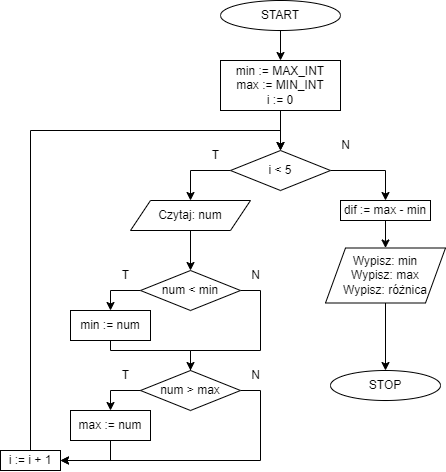 START
min := MAX_INT
max := MIN_INT
i := 0
T
i < 5
N
Czytaj: num
dif := max - min
Wypisz: min
Wypisz: max
Wypisz: różnica
T
num < min
N
min := num
T
num > max
N
STOP
max := num
i := i + 1